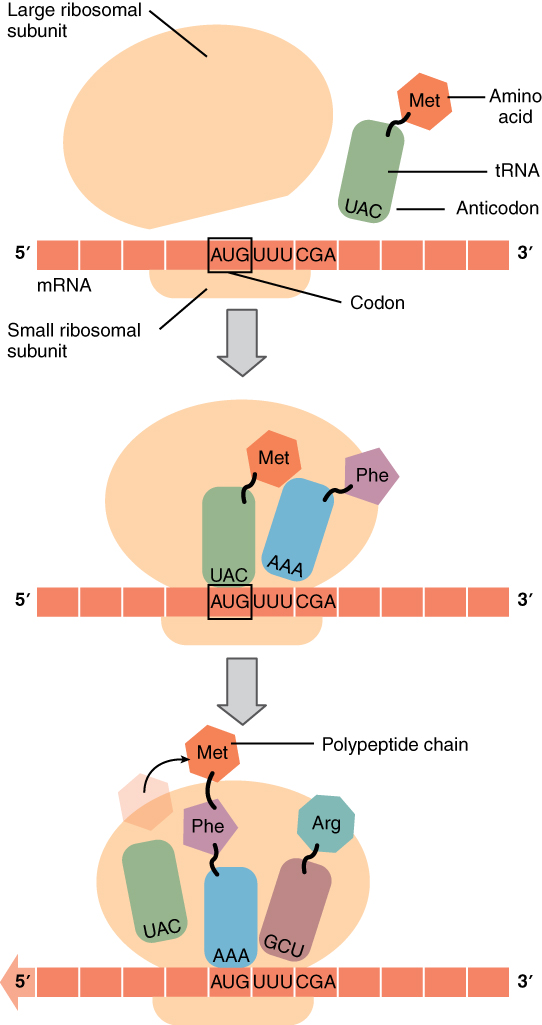 Large ribosomal
subunit
Met
Amino
acid
tRNA
UAC
Anticodon
5′ AUG UUU CGA 3′
mRNA
Codon
Small ribosomal
subunit
Met
Phe
UAC
AAA
5′ AUG UUU CGA 3′
Met
Polypeptide chain
Phe
Arg
UAC
AAA
GCU
5′ AUG UUU CGA 3′